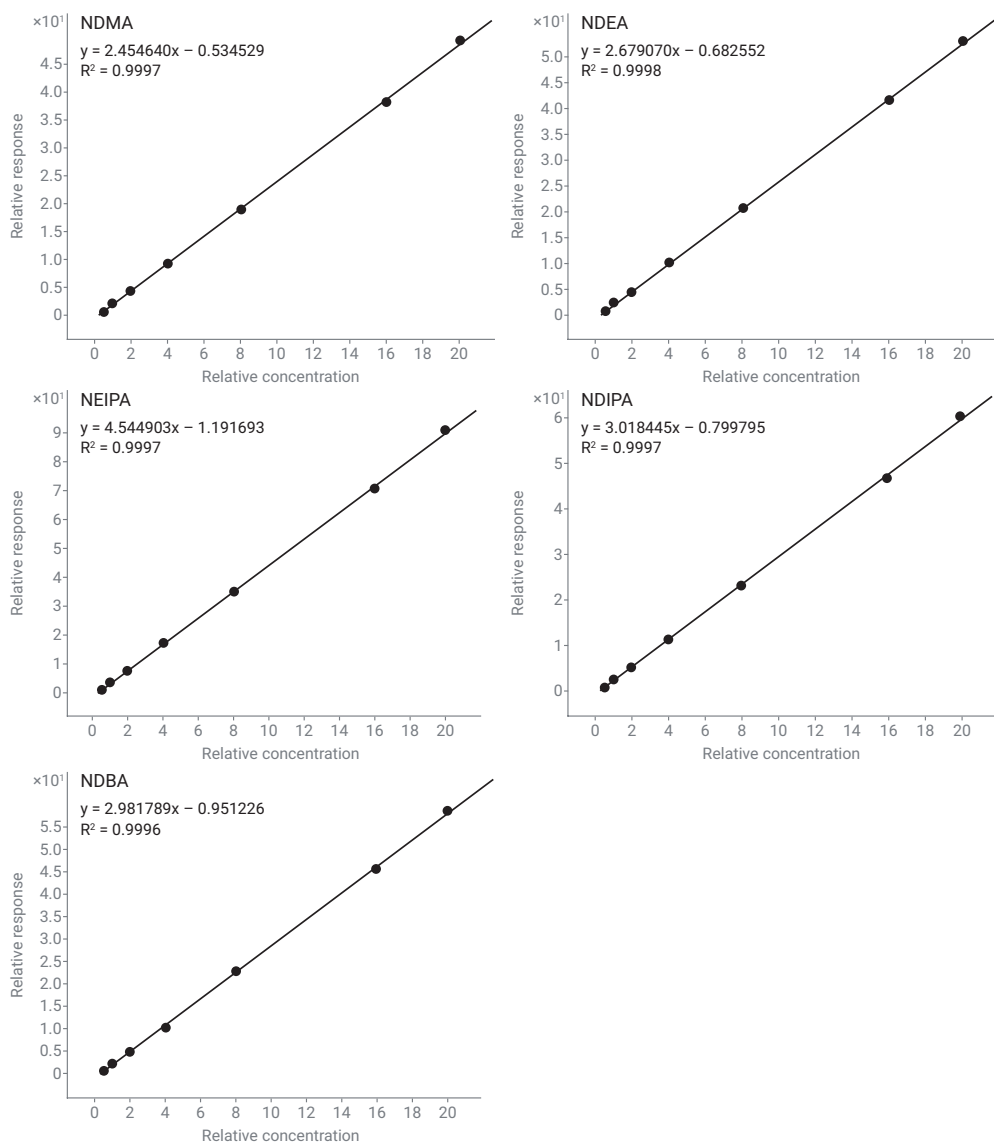 ×10¹
NDMA
y = 2.454640x – 0.534529
R² = 0.9997
4.5
4.0
3.5
3.0
2.5
2.0
1.5
1.0
0.5
0
Relative response
0 2 4 6 8 10 12 14 16 18 20
Relative concentration
×10¹
NDEA
y = 2.679070x – 0.682552
R² = 0.9998
5.0
4.5
4.0
3.5
3.0
2.5
2.0
1.5
1.0
0.5
0
Relative response
0 2 4 6 8 10 12 14 16 18 20
Relative concentration
×10¹
NEIPA
y = 4.544903x – 1.191693
R² = 0.9997
9
8
7
6
5
4
3
2
1
0
Relative response
0 2 4 6 8 10 12 14 16 18 20
Relative concentration
×10¹
NDIPA
y = 3.018445x – 0.799795
R² = 0.9997
6
5
4
3
2
1
0
Relative response
0 2 4 6 8 10 12 14 16 18 20
Relative concentration
×10¹
NDBA
y = 2.981789x – 0.951226
R² = 0.9996
5.5
5.0
4.5
4.0
3.5
3.0
2.5
2.0
1.5
1.0
0.5
0
Relative response
0 2 4 6 8 10 12 14 16 18 20
Relative concentration